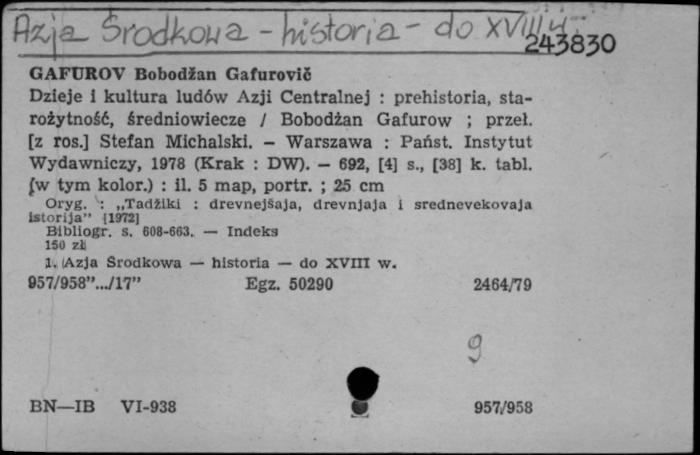 Azja Środkowa - historia - do XVIII w.
243830
GAFUROV Bobodžan Gafurovič
Dzieje i kultura ludów Azji Centralnej : prehistoria, sta-
rożytność, średniowiecze / Bobodżan Gafurow ; przeł.
[z ros.] Stefan Michalski. — Warszawa : Państ. Instytut
Wydawniczy, 1978 (Krak : DW). — 692, [4] s., [38] k. tabl.
(w tym kolor.) : il. 5 map, portr. ; 25 cm
Oryg. : „Tadžiki : drevnejšaja, drevnjaja i srednevekovaja
istorija” [1972]
Bibliogr. s. 608-663. — Indeks
150 zł
1. Azja Środkowa — historia — do XVIII w.
957/958”.../17” Egz. 50290 2464/79
9
BN—IB VI-938 957/958